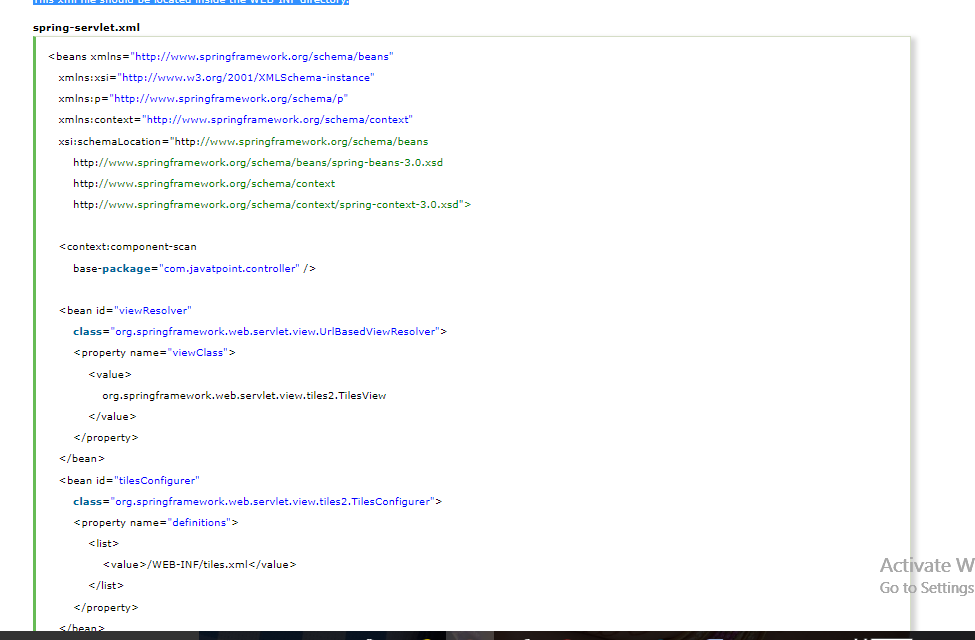 This xml file should be located inside the WEB-INF directory.
spring-servlet.xml
<beans xmlns="http://www.springframework.org/schema/beans"
xmlns:xsi="http://www.w3.org/2001/XMLSchema-instance"
xmlns:p="http://www.springframework.org/schema/p"
xmlns:context="http://www.springframework.org/schema/context"
xsi:schemaLocation="http://www.springframework.org/schema/beans
http://www.springframework.org/schema/beans/spring-beans-3.0.xsd
http://www.springframework.org/schema/context
http://www.springframework.org/schema/context/spring-context-3.0.xsd">
<context:component-scan
base-package="com.javatpoint.controller" />
<bean id="viewResolver"
class="org.springframework.web.servlet.view.UrlBasedViewResolver">
<property name="viewClass">
<value>
org.springframework.web.servlet.view.tiles2.TilesView
</value>
</property>
</bean>
<bean id="tilesConfigurer"
class="org.springframework.web.servlet.view.tiles2.TilesConfigurer">
<property name="definitions">
<list>
<value>/WEB-INF/tiles.xml</value>
</list>
</property>
</bean>
Activate W
Go to Settings